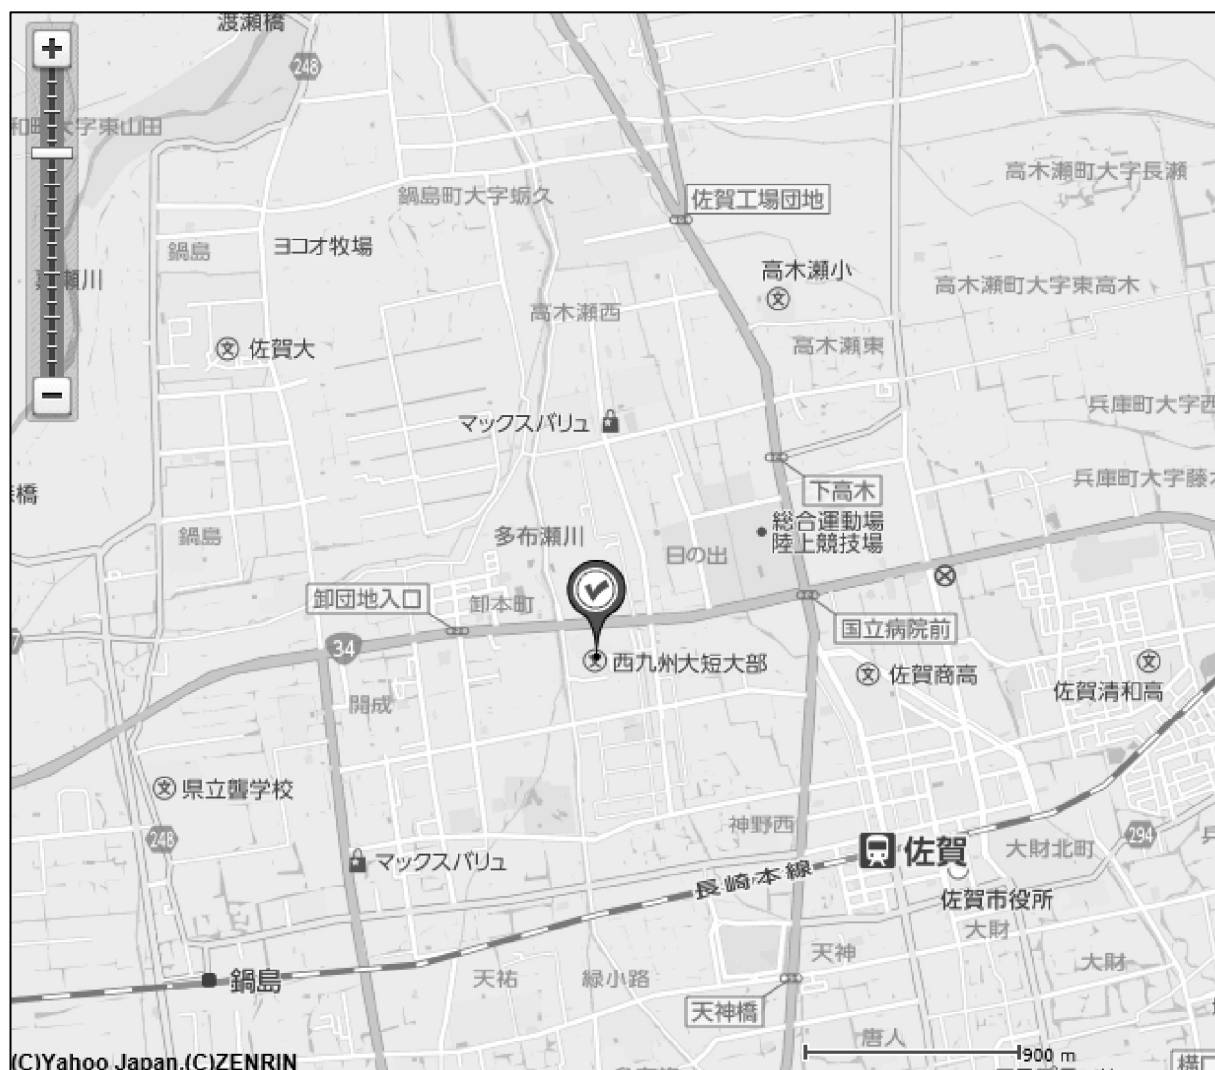 渡瀬橋
248
和町大字東山田
高木瀬町大字長瀬
鍋島町大字蛎久
佐賀工場団地
鍋島
ヨコオ牧場
高木瀬小
瀬川
高木瀬町大字東高木
高木瀬西
佐賀大
高木瀬東
マックスバリュ
兵庫町大字西
下高木
兵庫町大字藤木
橋
総合運動場
陸上競技場
鍋島
多布瀬川
日の出
卸団地入口
卸本町
国立病院前
34
西九州大短大部
佐賀商高
佐賀清和高
開成
県立聾学校
神野西
248
294
マックスバリュ
佐賀
大財北町
長崎本線
佐賀市役所
大財
天神
大財
鍋島
天祐
緑小路
天神橋
唐人
900 m
(C)Yahoo Japan,(C)ZENRIN